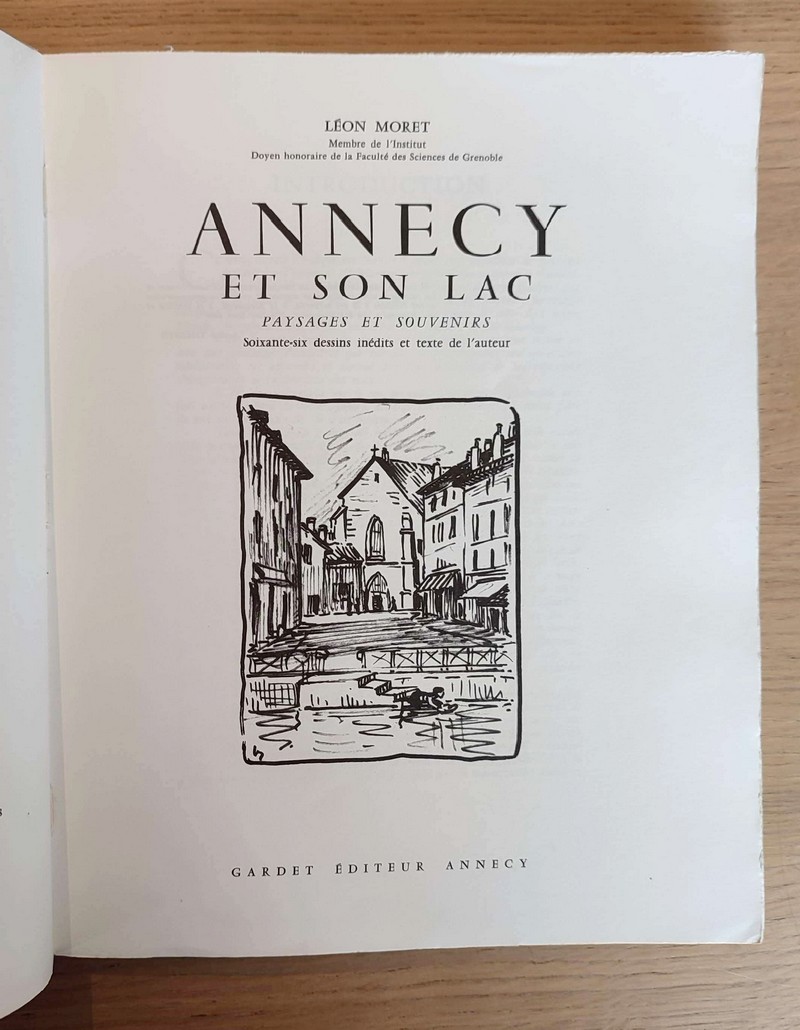 LÉON MORET
Membre de l'Institut
Doyen honoraire de la Faculté des Sciences de Grenoble
ANNECY
ET SON LAC
PAYSAGES ET SOUVENIRS
Soixante-six dessins inédits et texte de l'auteur
GARDET ÉDITEUR ANNECY